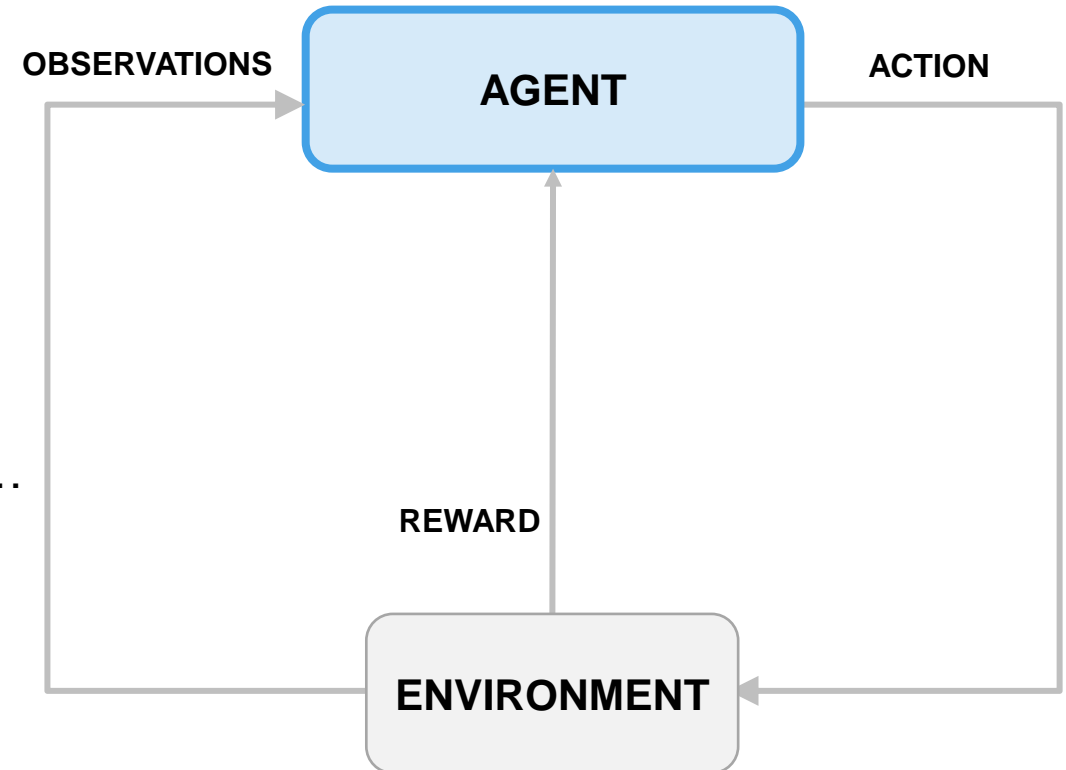 OBSERVATIONS
AGENT
ACTION
..
REWARD
ENVIRONMENT